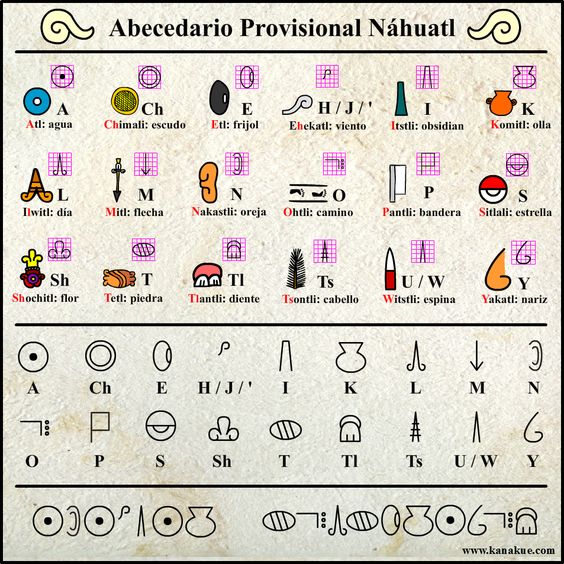 Abecedario Provisional Náhuatl
A Ch E H / J / ' I K
Atl: agua Chimali: escudo Etl: frijol Ehekatl: viento Itstli: obsidian Komitl: olla
L M N O P S
Ilwitl: día Mitl: flecha Nakastli: oreja Ohtli: camino Pantli: bandera Sitlali: estrella
Sh T Tl Ts U / W Y
Shochitl: flor Tetl: piedra Tlantli: diente Tsontli: cabello Witstli: espina Yakatl: nariz
A Ch E H / J / ' I K L M N
O P S Sh T Tl Ts U / W Y
www.kanakue.com